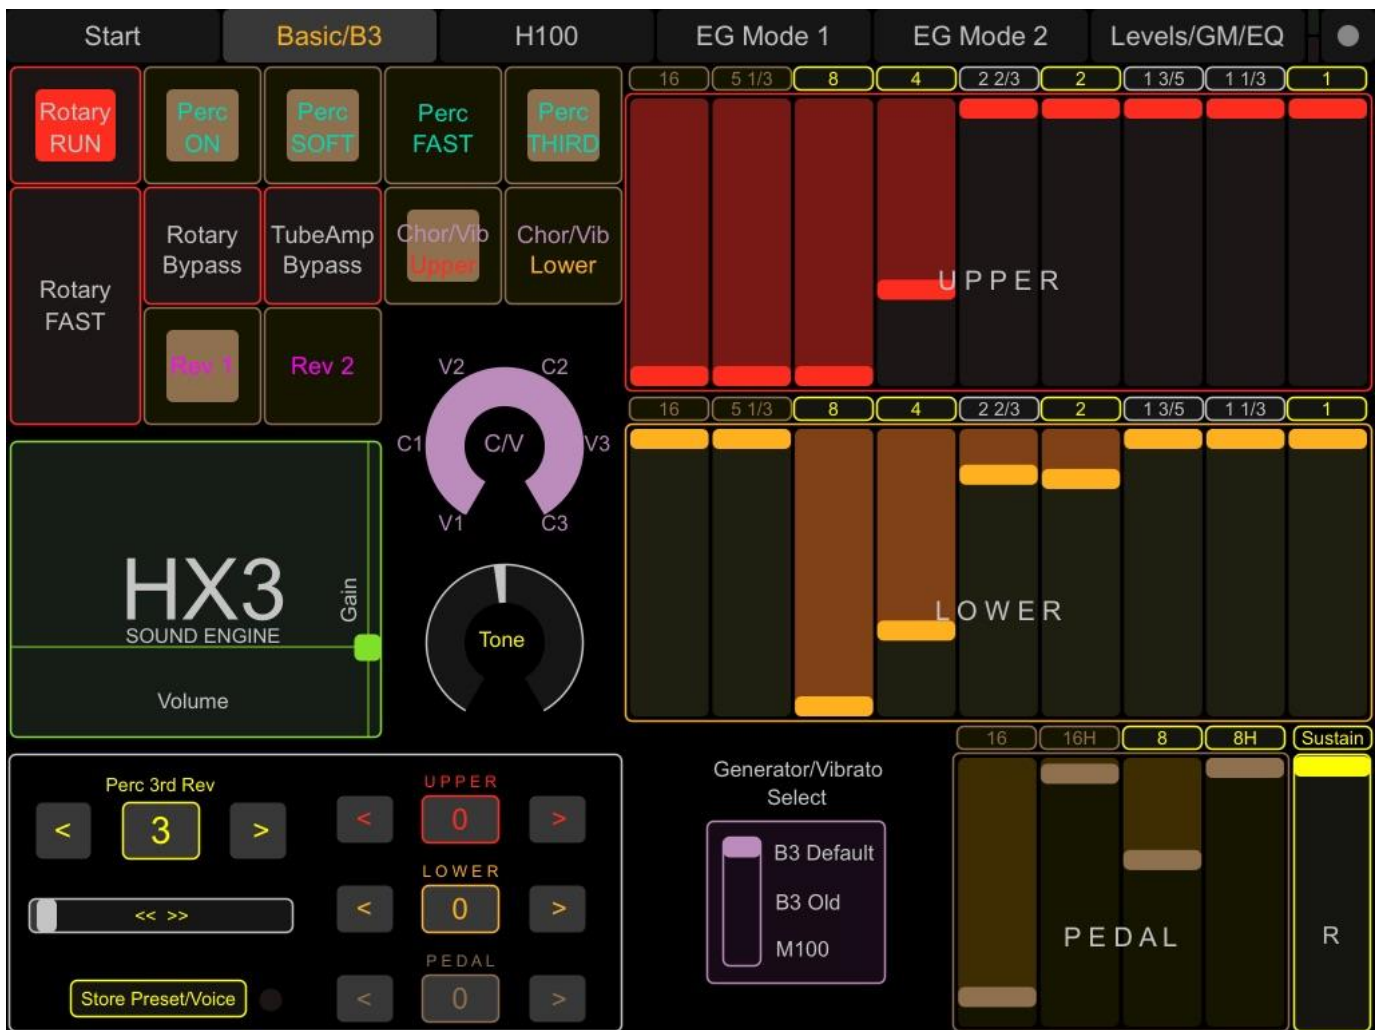 Start
Basic/B3
H100
EG Mode 1
EG Mode 2
Levels/GM/EQ
Rotary
RUN
Perc
ON
Perc
SOFT
Perc
FAST
Perc
THIRD
Rotary
FAST
Rotary
Bypass
TubeAmp
Bypass
Chor/Vib
Upper
Chor/Vib
Lower
Rev 1
Rev 2
16
5 1/3
8
4
2 2/3
2
1 3/5
1 1/3
1
UPPER
V2
C2
C1
C/V
V3
V1
C3
Tone
16
5 1/3
8
4
2 2/3
2
1 3/5
1 1/3
1
LOWER
HX3
SOUND ENGINE
Gain
Volume
Perc 3rd Rev
<
3
>
<< >>
Store Preset/Voice
UPPER
<
0
>
LOWER
<
0
>
PEDAL
<
0
>
Generator/Vibrato
Select
B3 Default
B3 Old
M100
16
16H
8
8H
Sustain
PEDAL
R